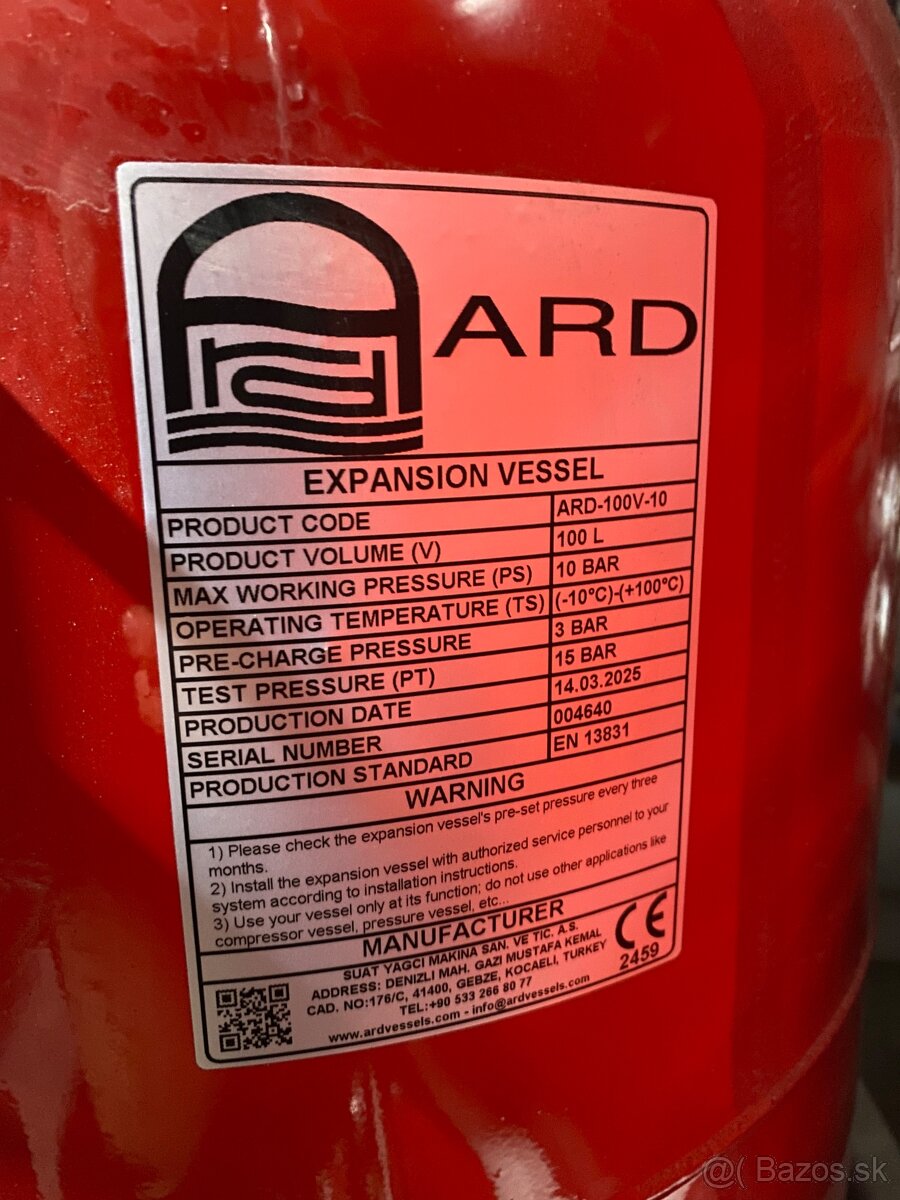 ARD
EXPANSION VESSEL
PRODUCT CODE ARD-100V-10
PRODUCT VOLUME (V) 100 L
MAX WORKING PRESSURE (PS) 10 BAR
OPERATING TEMPERATURE (TS) (-10°C)-(+100°C)
PRE-CHARGE PRESSURE 3 BAR
TEST PRESSURE (PT) 15 BAR
PRODUCTION DATE 14.03.2025
SERIAL NUMBER 004640
PRODUCTION STANDARD EN 13831
WARNING
1) Please check the expansion vessel's pre-set pressure every three
months.
2) Install the expansion vessel with authorized service personnel to your
system according to installation instructions.
3) Use your vessel only at its function; do not use other applications like
compressor vessel, pressure vessel, etc...
MANUFACTURER
SUAT YAGCI MAKINA SAN. VE TIC. A.S.
ADDRESS: DENIZLI MAH. GAZI MUSTAFA KEMAL
CAD. NO:176/C, 41400, GEBZE, KOCAELI, TURKEY
TEL:+90 533 266 80 77
www.ardvessels.com - info@ardvessels.com
CE
2459
@( Bazos.sk